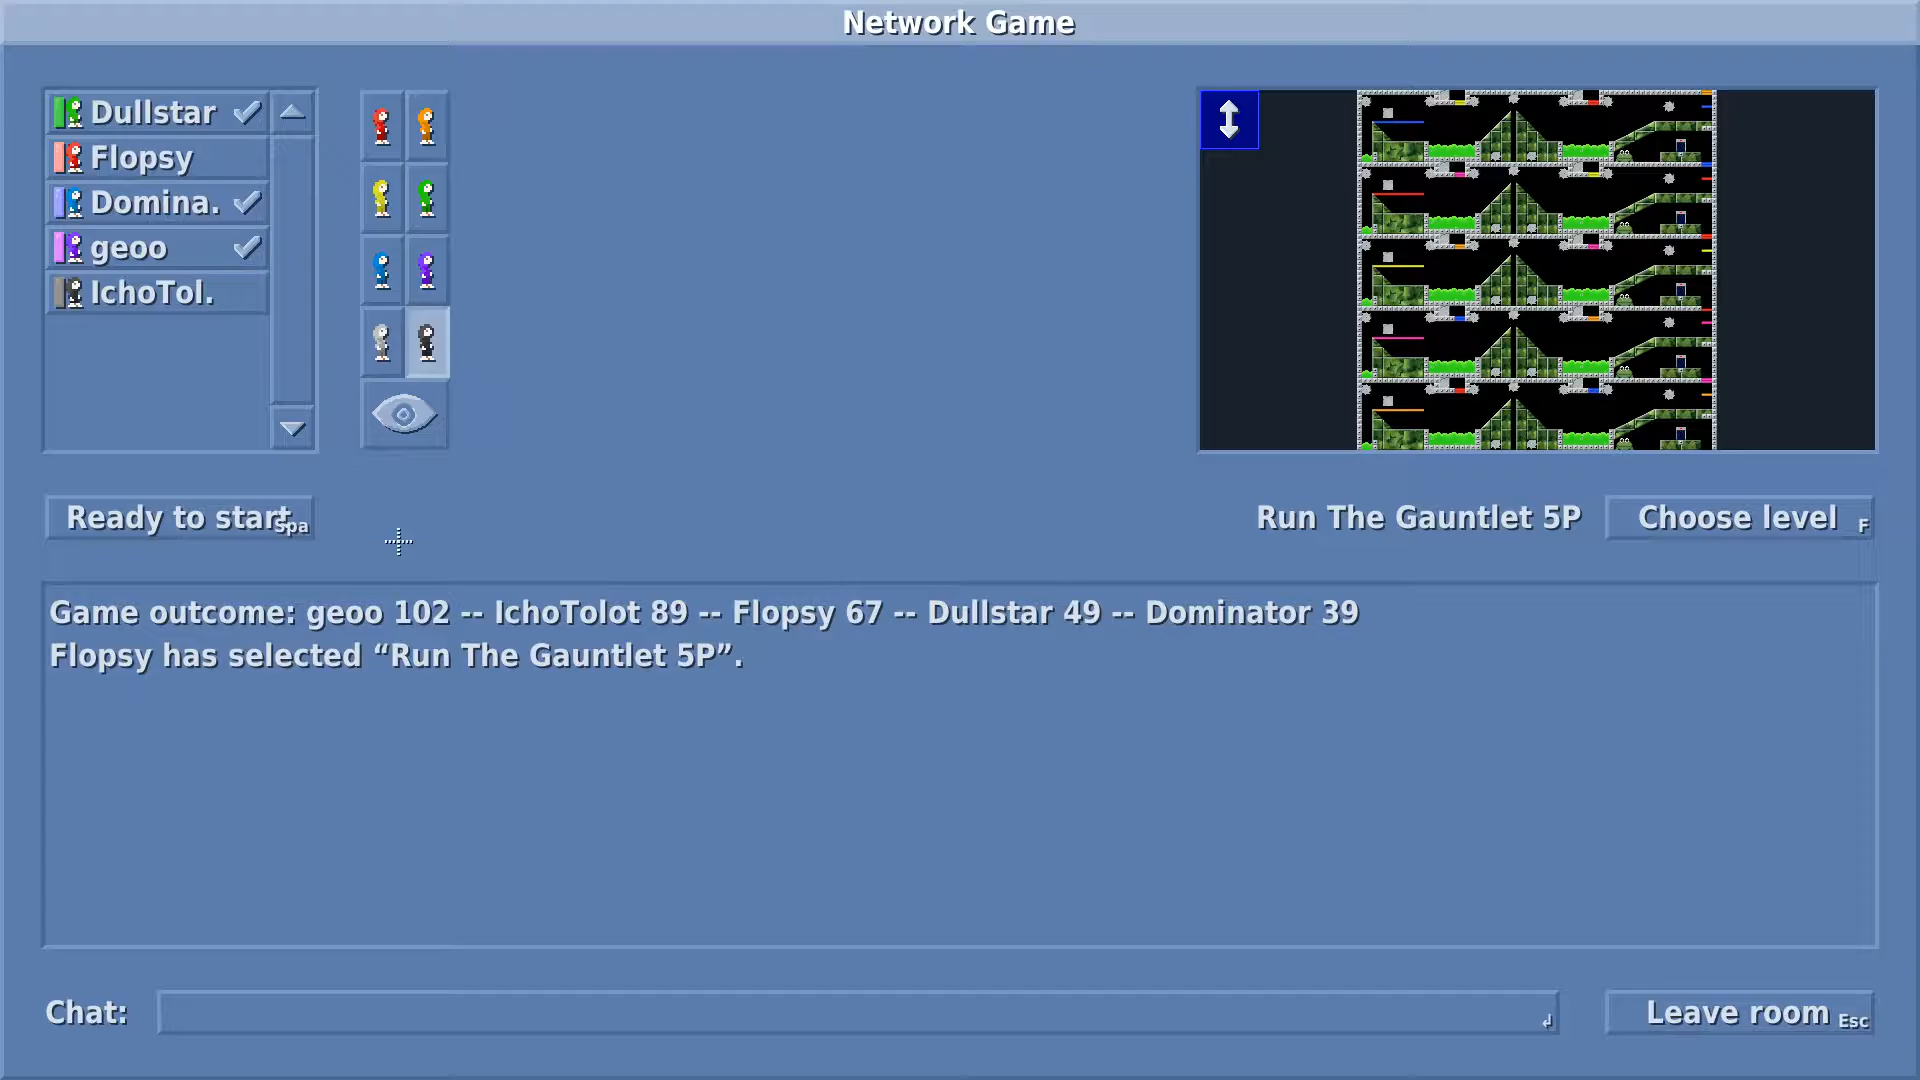 Network Game
Dullstar
Flopsy
Domina.
geoo
IchoTol.
Ready to start Spa
Run The Gauntlet 5P
Choose level F
Game outcome: geoo 102 -- IchoTolot 89 -- Flopsy 67 -- Dullstar 49 -- Dominator 39
Flopsy has selected “Run The Gauntlet 5P”.
Chat:
Leave room Esc